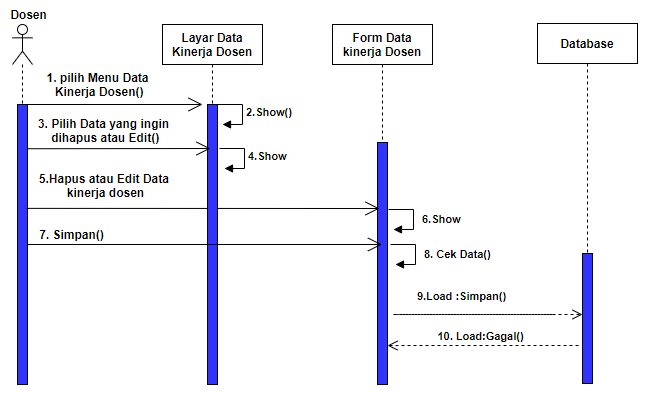 Dosen
Layar Data
Kinerja Dosen
Form Data
kinerja Dosen
Database
1. pilih Menu Data
Kinerja Dosen()
2.Show()
3. Pilih Data yang ingin
dihapus atau Edit()
4.Show
5.Hapus atau Edit Data
kinerja dosen
6.Show
7. Simpan()
8. Cek Data()
9.Load :Simpan()
10. Load:Gagal()